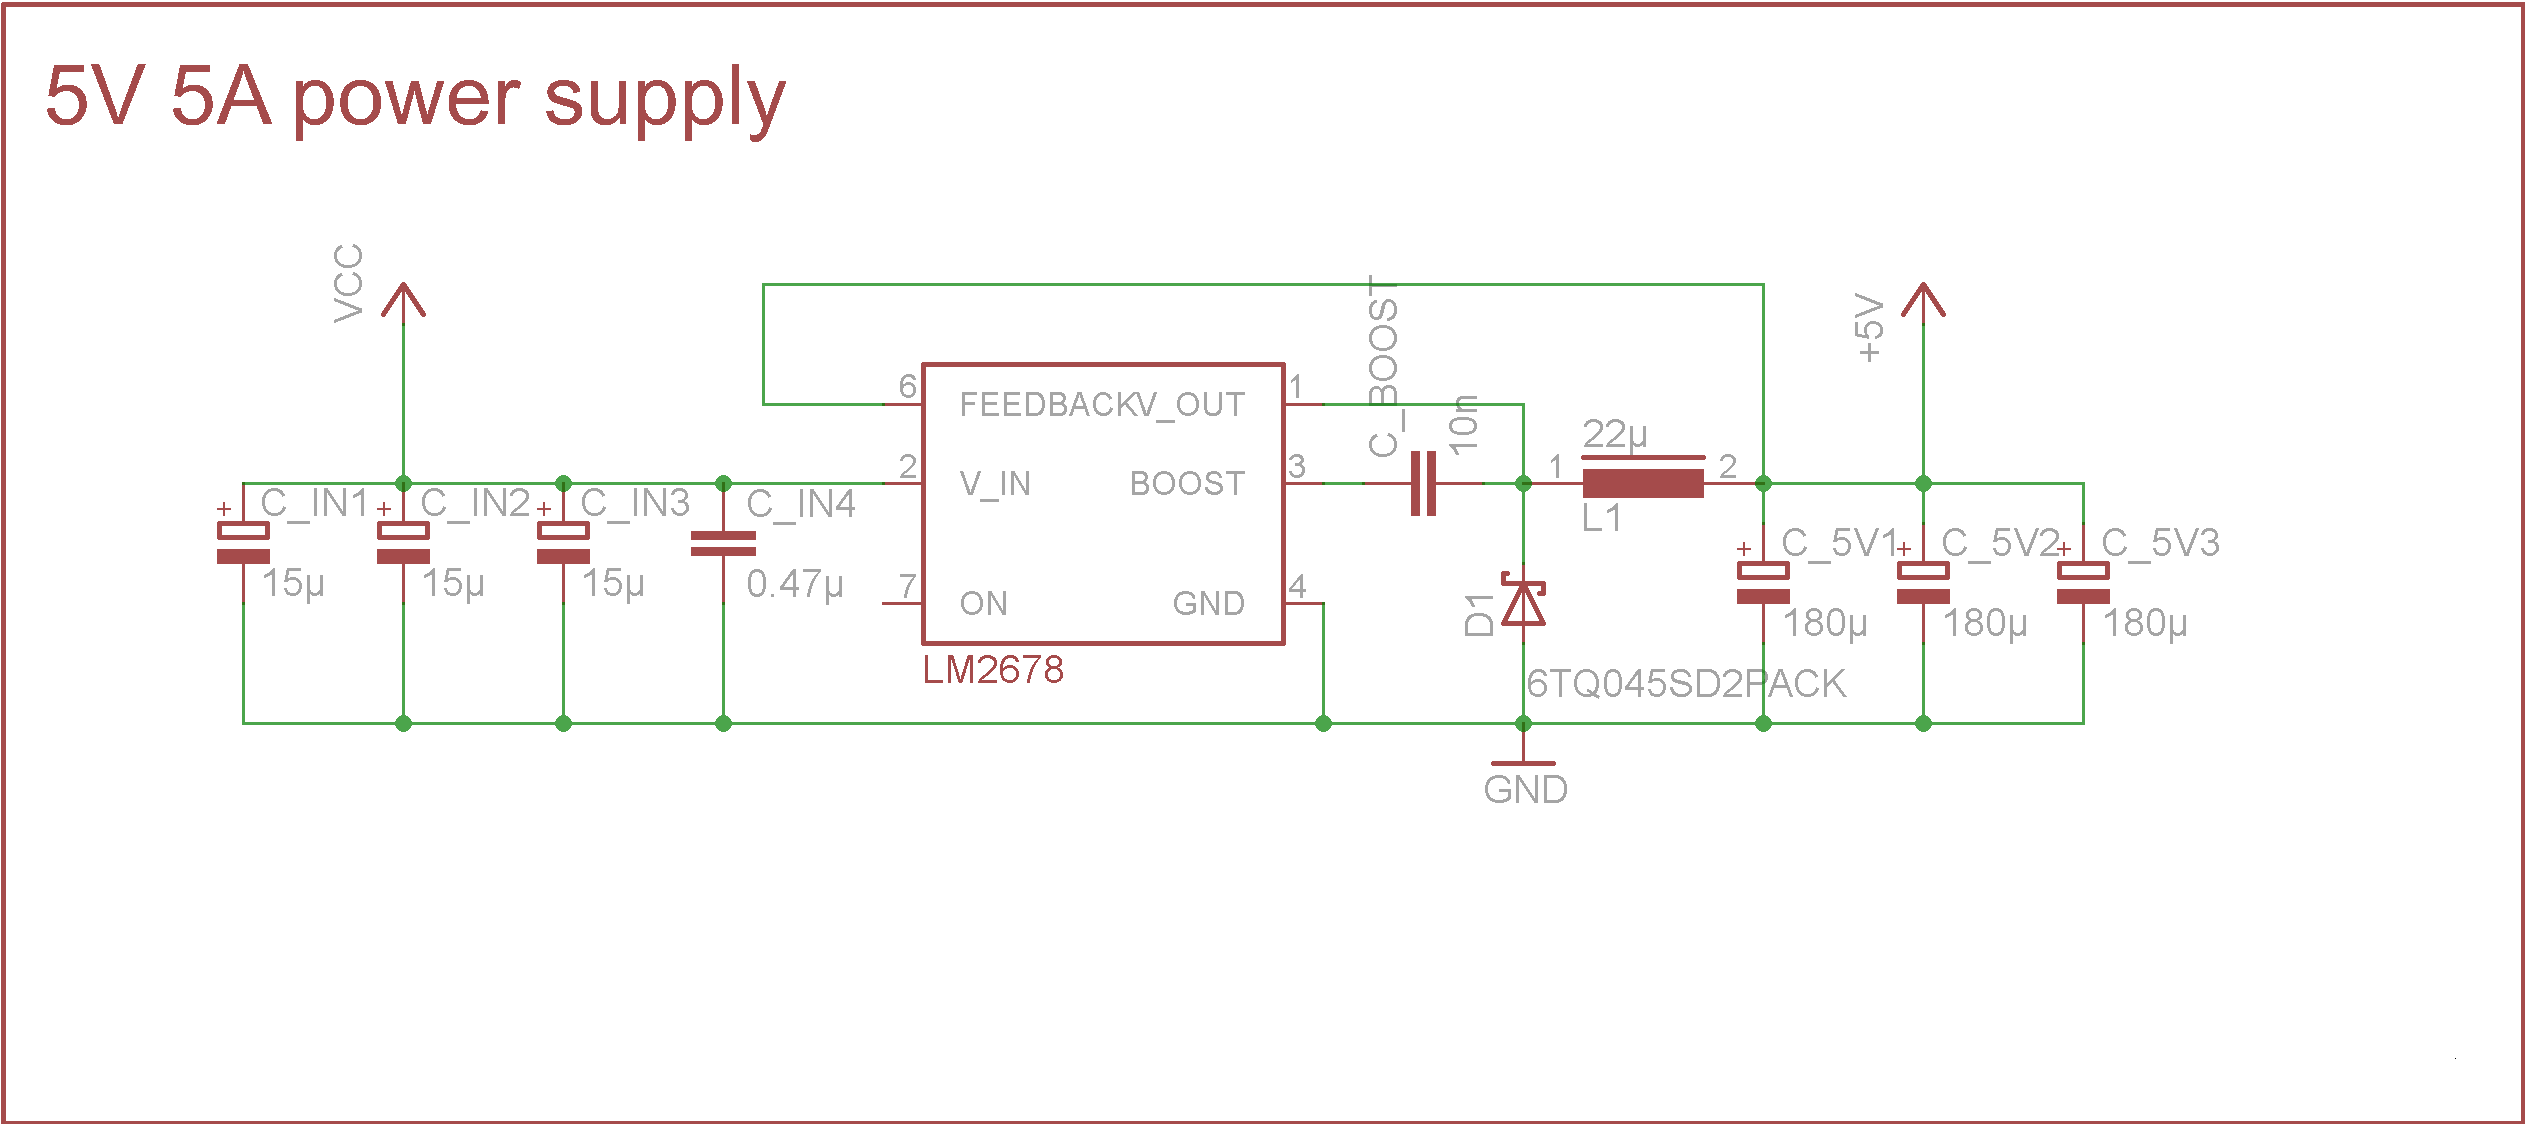 5V 5A power supply
VCC
+5V
C_BOOST
10n
6
FEEDBACK
V_OUT
1
22µ
2
V_IN
BOOST
3
1
2
L1
+
C_IN1
+
C_IN2
+
C_IN3
C_IN4
15µ
15µ
15µ
0.47µ
7
ON
GND
4
D1
+
C_5V1
+
C_5V2
+
C_5V3
180µ
180µ
180µ
LM2678
6TQ045SD2PACK
GND